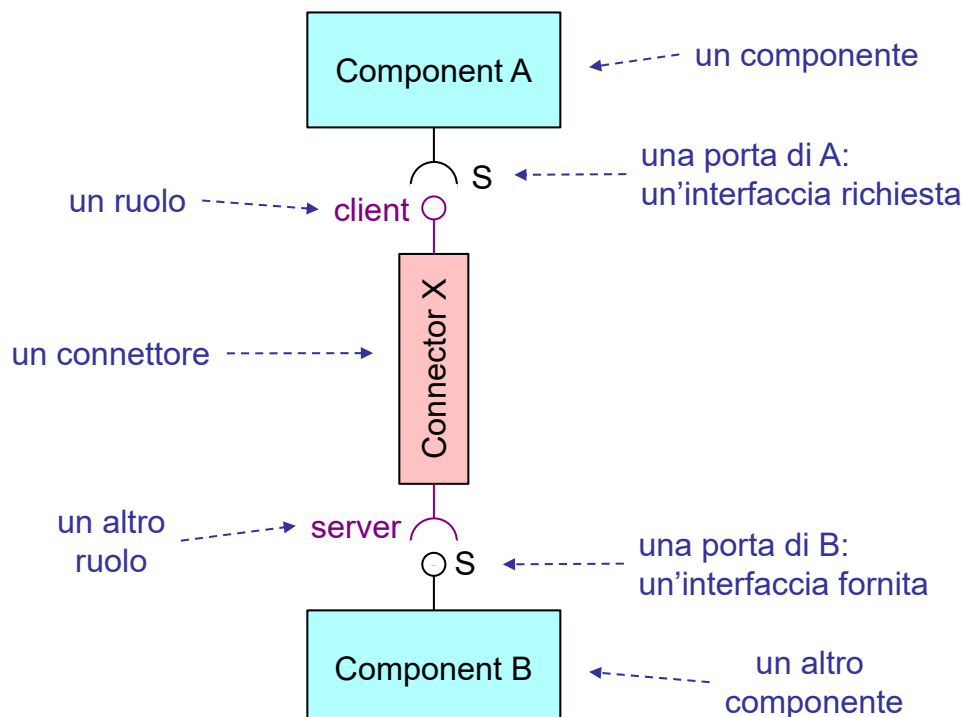 Component A
un componente
una porta di A:
un'interfaccia richiesta
S
un ruolo
client
Connector X
un connettore
un altro
ruolo
server
S
una porta di B:
un'interfaccia fornita
Component B
un altro
componente